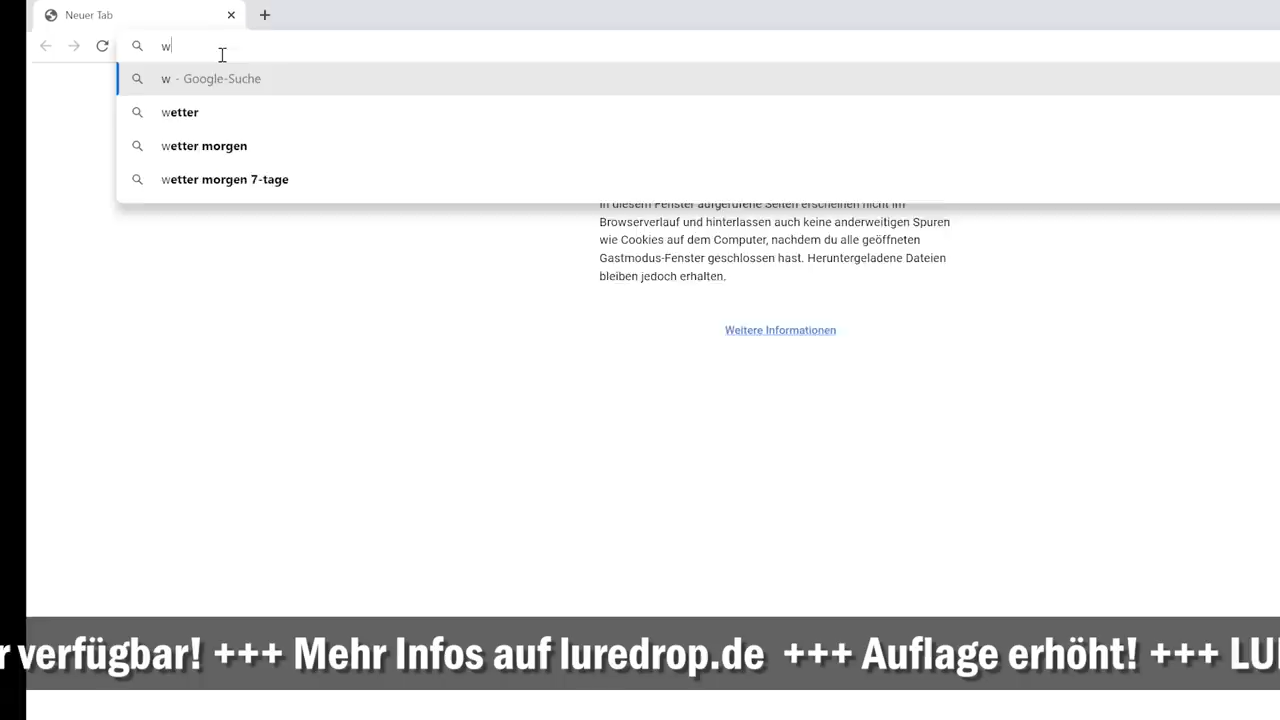 Neuer Tab
w
w - Google-Suche
wetter
wetter morgen
wetter morgen 7-tage
In diesem Fenster aufgerufene Seiten erscheinen nicht im
Browserverlauf und hinterlassen auch keine anderweitigen Spuren
wie Cookies auf dem Computer, nachdem du alle geöffneten
Gastmodus-Fenster geschlossen hast. Heruntergeladene Dateien
bleiben jedoch erhalten.
Weitere Informationen
r verfügbar! +++ Mehr Infos auf luredrop.de +++ Auflage erhöht! +++ LU